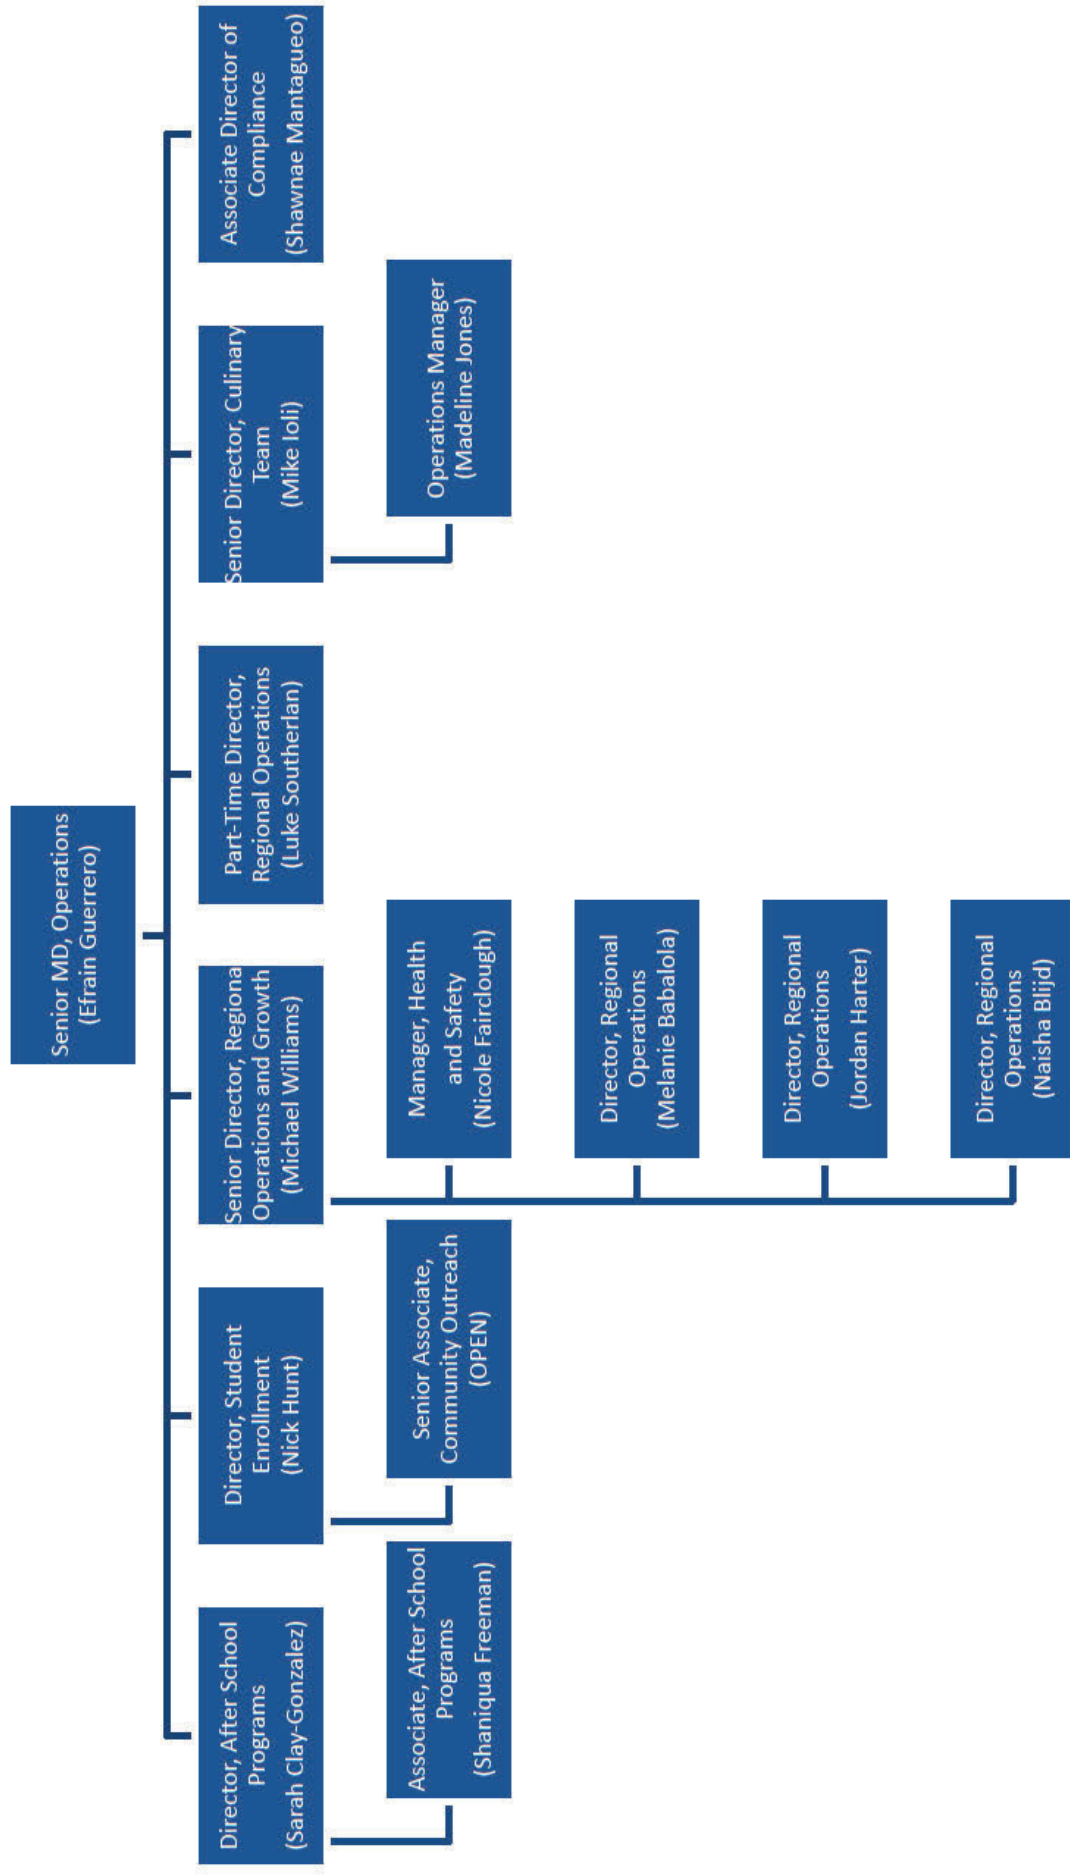 Senior MD, Operations
(Efrain Guerrero)
Director, After School
Programs
(Sarah Clay-Gonzalez)
Associate, After School
Programs
(Shaniqua Freeman)
Director, Student
Enrollment
(Nick Hunt)
Senior Associate,
Community Outreach
(OPEN)
Senior Director, Regional
Operations and Growth
(Michael Williams)
Manager, Health
and Safety
(Nicole Fairclough)
Director, Regional
Operations
(Melanie Babalola)
Director, Regional
Operations
(Jordan Harter)
Director, Regional
Operations
(Naisha Blijd)
Part-Time Director,
Regional Operations
(Luke Southerlan)
Senior Director, Culinary
Team
(Mike Ioli)
Operations Manager
(Madeline Jones)
Associate Director of
Compliance
(Shawnae Mantagueo)